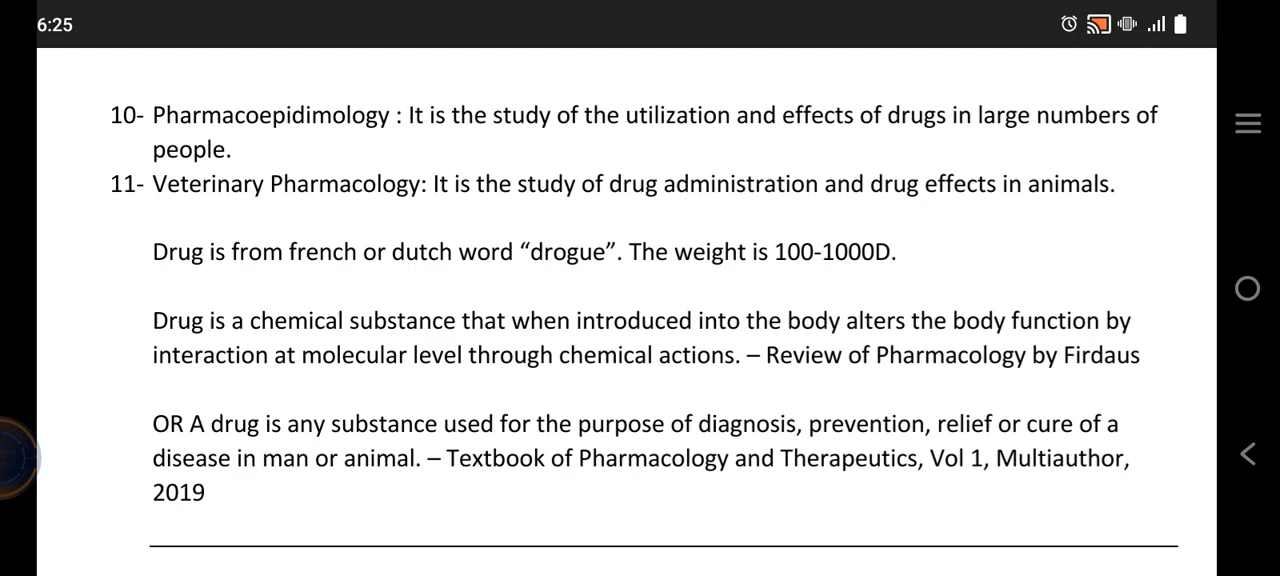 6:25
10- Pharmacoepidimology : It is the study of the utilization and effects of drugs in large numbers of
people.
11- Veterinary Pharmacology: It is the study of drug administration and drug effects in animals.
Drug is from french or dutch word “drogue”. The weight is 100-1000D.
Drug is a chemical substance that when introduced into the body alters the body function by
interaction at molecular level through chemical actions. – Review of Pharmacology by Firdaus
OR A drug is any substance used for the purpose of diagnosis, prevention, relief or cure of a
disease in man or animal. – Textbook of Pharmacology and Therapeutics, Vol 1, Multiauthor,
2019